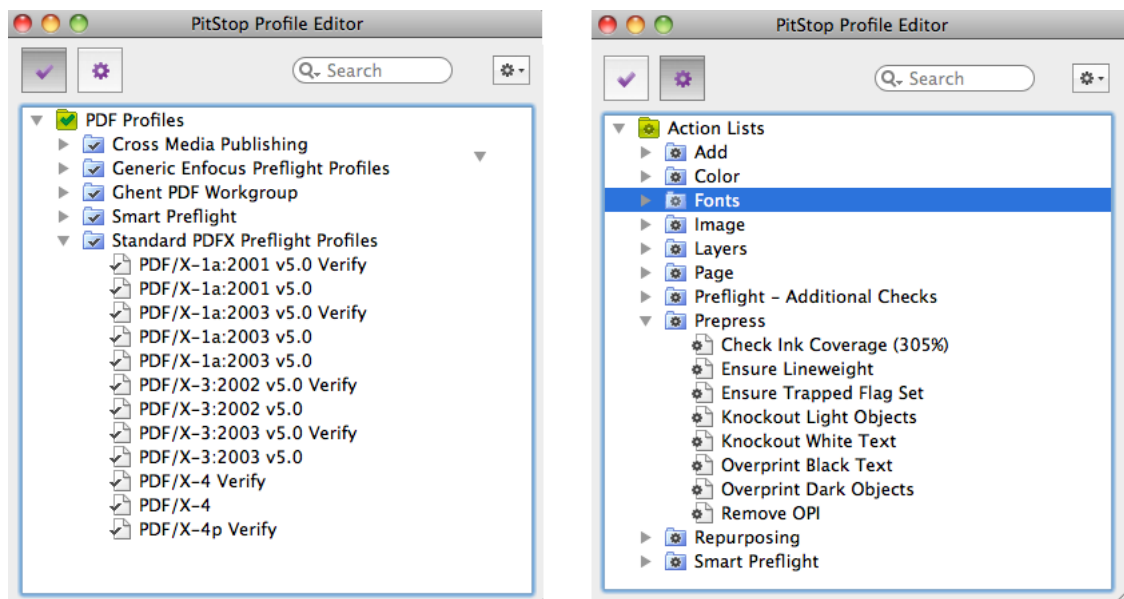 PitStop Profile Editor
Search
PDF Profiles
Cross Media Publishing
Generic Enfocus Preflight Profiles
Ghent PDF Workgroup
Smart Preflight
Standard PDFX Preflight Profiles
PDF/X-1a:2001 v5.0 Verify
PDF/X-1a:2001 v5.0
PDF/X-1a:2003 v5.0 Verify
PDF/X-1a:2003 v5.0
PDF/X-1a:2003 v5.0
PDF/X-3:2002 v5.0 Verify
PDF/X-3:2002 v5.0
PDF/X-3:2003 v5.0 Verify
PDF/X-3:2003 v5.0
PDF/X-4 Verify
PDF/X-4
PDF/X-4p Verify
PitStop Profile Editor
Search
Action Lists
Add
Color
Fonts
Image
Layers
Page
Preflight - Additional Checks
Prepress
Check Ink Coverage (305%)
Ensure Lineweight
Ensure Trapped Flag Set
Knockout Light Objects
Knockout White Text
Overprint Black Text
Overprint Dark Objects
Remove OPI
Repurposing
Smart Preflight